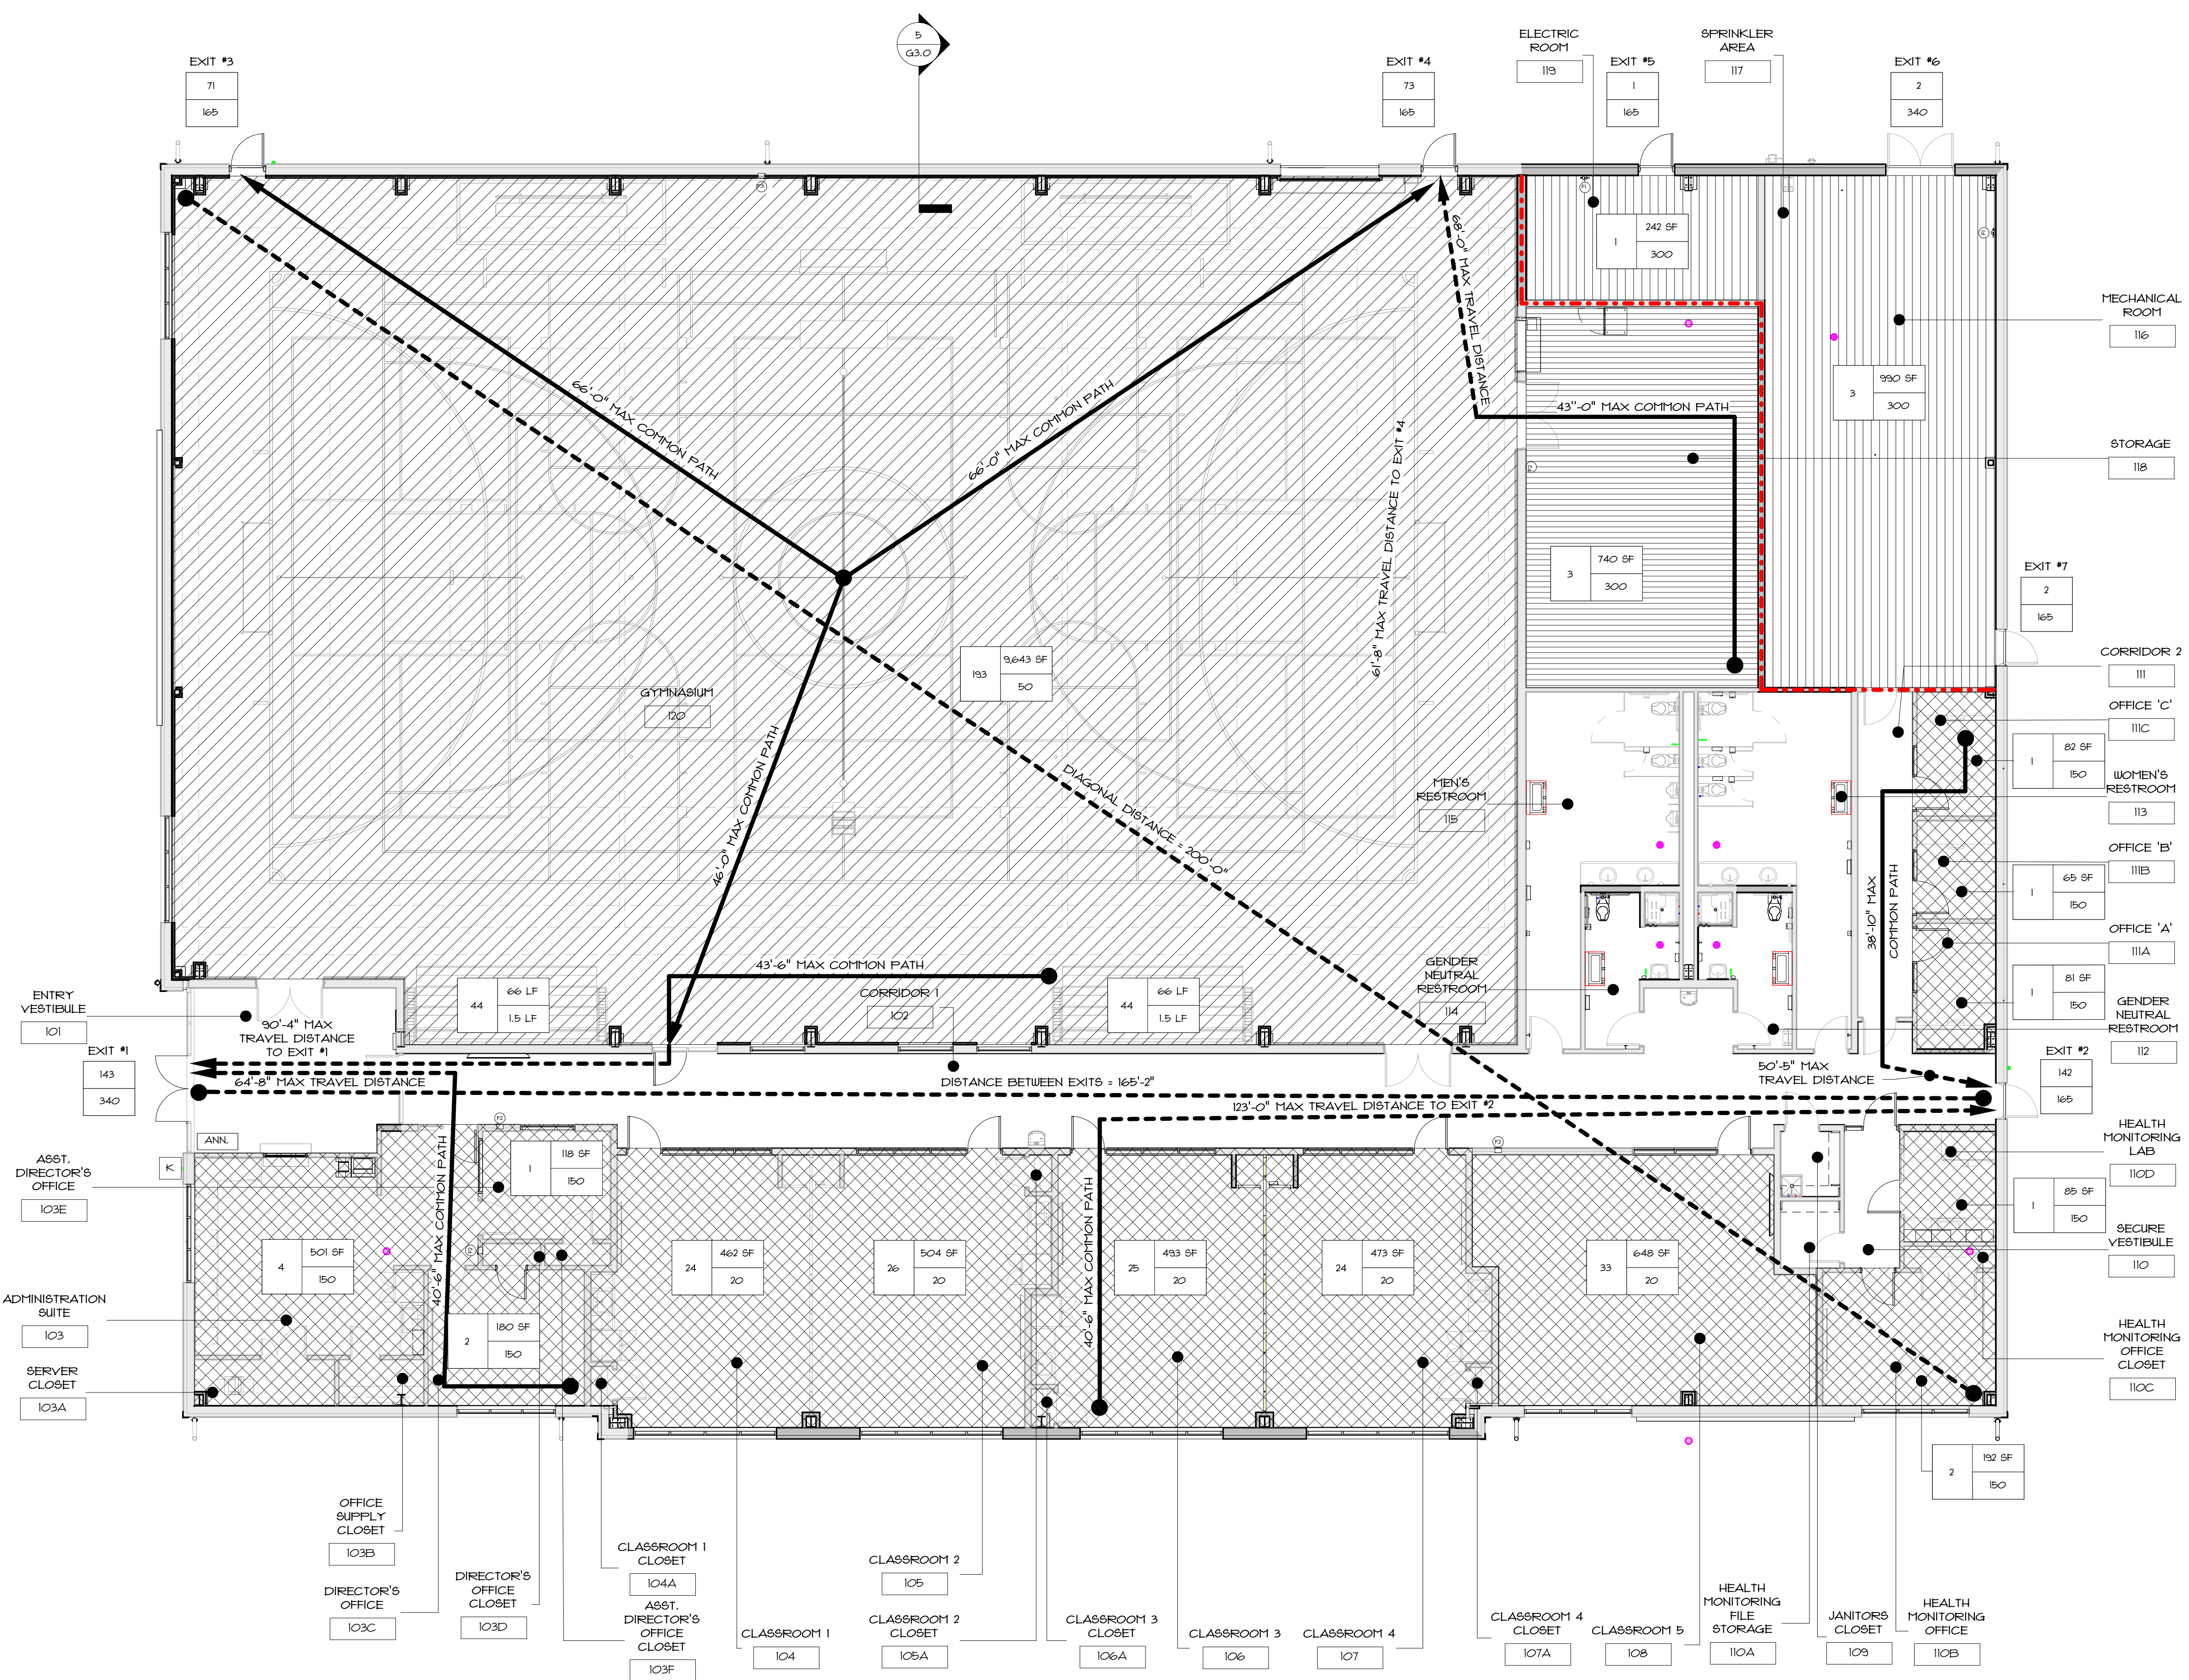 5
G3.0
EXIT #3
71
165
EXIT #4
73
165
ELECTRIC
ROOM
119
EXIT #5
1
165
SPRINKLER
AREA
117
EXIT #6
2
340
F3
F1
F1
1
242 SF
300
68'-0" MAX TRAVEL DISTANCE
MECHANICAL
ROOM
116
3
990 SF
300
66'-0" MAX COMMON PATH
66'-0" MAX COMMON PATH
43''-0" MAX COMMON PATH
61'-8" MAX TRAVEL DISTANCE TO EXIT #4
STORAGE
118
F2
3
740 SF
300
EXIT #7
2
165
GYMNASIUM
120
193
9,643 SF
50
46'-0" MAX COMMON PATH
DIAGONAL DISTANCE = 200'-0"
CORRIDOR 2
111
OFFICE 'C'
111C
1
82 SF
150
MEN'S
RESTROOM
115
WOMEN'S
RESTROOM
113
OFFICE 'B'
111B
1
65 SF
150
38'-10" MAX
COMMON PATH
OFFICE 'A'
111A
1
81 SF
150
43'-6" MAX COMMON PATH
44
66 LF
1.5 LF
CORRIDOR 1
102
44
66 LF
1.5 LF
GENDER
NEUTRAL
RESTROOM
114
GENDER
NEUTRAL
RESTROOM
112
ENTRY
VESTIBULE
101
90'-4" MAX
TRAVEL DISTANCE
TO EXIT #1
EXIT #1
143
340
64'-8" MAX TRAVEL DISTANCE
DISTANCE BETWEEN EXITS = 165'-2"
123'-0" MAX TRAVEL DISTANCE TO EXIT #2
50'-5" MAX
TRAVEL DISTANCE
EXIT #2
142
165
ANN.
K
F2
F2
F2
ASST.
DIRECTOR'S
OFFICE
103E
1
118 SF
150
40'-6" MAX COMMON PATH
40'-6" MAX COMMON PATH
HEALTH
MONITORING
LAB
110D
1
85 SF
150
SECURE
VESTIBULE
110
4
501 SF
150
24
462 SF
20
26
504 SF
20
25
493 SF
20
24
473 SF
20
33
648 SF
20
ADMINISTRATION
SUITE
103
2
180 SF
150
HEALTH
MONITORING
OFFICE
CLOSET
110C
SERVER
CLOSET
103A
2
192 SF
150
OFFICE
SUPPLY
CLOSET
103B
DIRECTOR'S
OFFICE
103C
DIRECTOR'S
OFFICE
CLOSET
103D
CLASSROOM 1
CLOSET
104A
ASST.
DIRECTOR'S
OFFICE
CLOSET
103F
CLASSROOM 1
104
CLASSROOM 2
105
CLASSROOM 2
CLOSET
105A
CLASSROOM 3
CLOSET
106A
CLASSROOM 3
106
CLASSROOM 4
107
CLASSROOM 4
CLOSET
107A
CLASSROOM 5
108
HEALTH
MONITORING
FILE
STORAGE
110A
JANITORS
CLOSET
109
HEALTH
MONITORING
OFFICE
110B